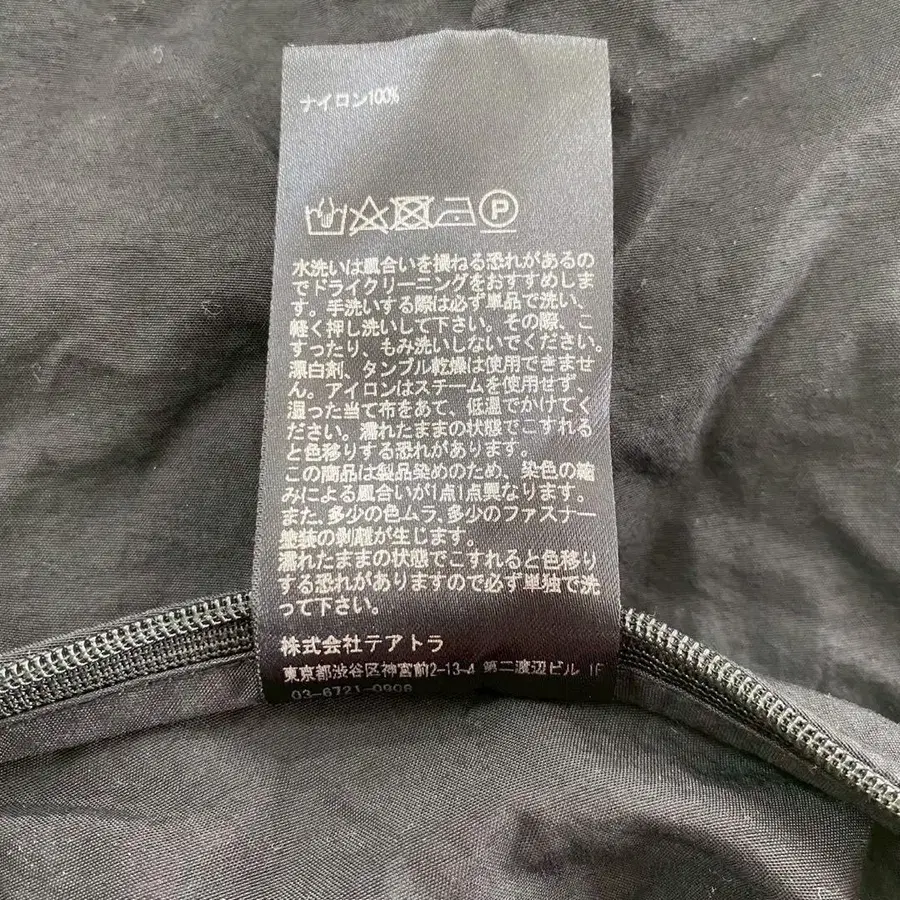 ナイロン100%
P
水洗いは風合いを損ねる恐れがあるの
でドライクリーニングをおすすめしま
す。手洗いする際は必ず単品で洗い、
軽く押し洗いして下さい。その際、こ
すったり、もみ洗いしないでください。
漂白剤、タンブル乾燥は使用できませ
ん。アイロンはスチームを使用せず、
湿った当て布をあて、低温でかけてく
ださい。濡れたままの状態でこすれる
と色移りする恐れがあります。
この商品は製品染めのため、染色の縮
みによる風合いが1点1点異なります。
また、多少の色ムラ、多少のファスナー
塗装の剥離が生じます。
濡れたままの状態でこすれると色移り
する恐れがありますので必ず単独で洗
って下さい。
株式会社テアトラ
東京都渋谷区神宮前2-13-4 第二渡辺ビル 1F
03-6721-0906